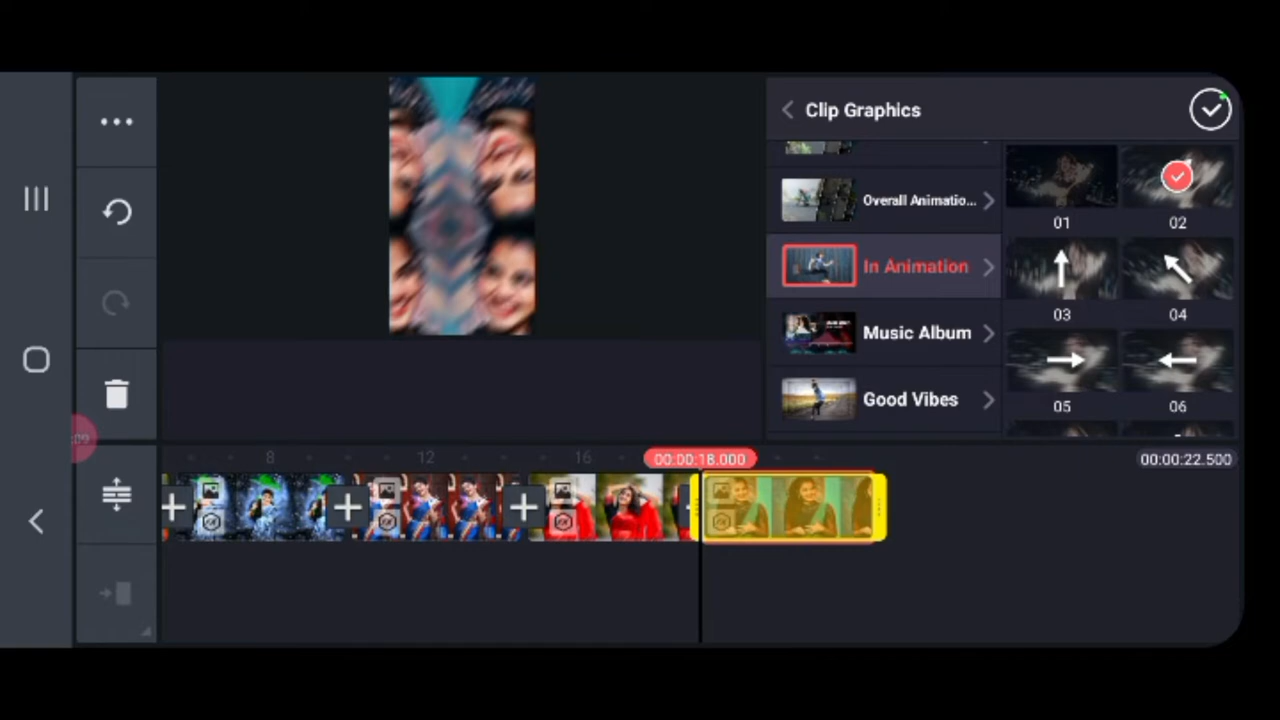 Clip Graphics
Overall Animatio...
In Animation
Music Album
Good Vibes
01
02
03
04
05
06
:09
8
12
16
00:00:18.000
00:00:22.500